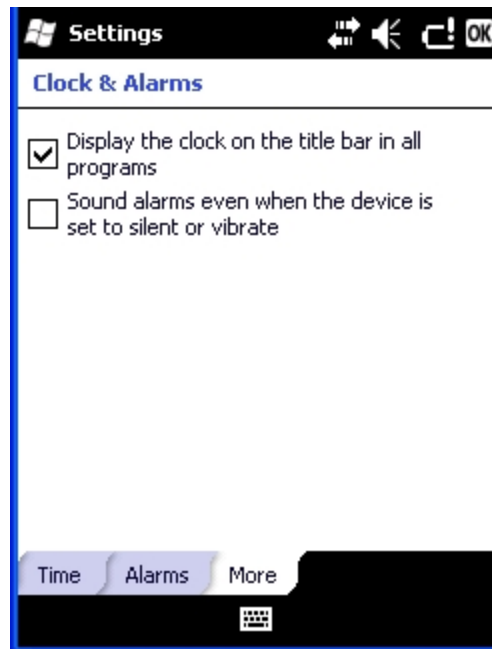 Settings
OK
Clock & Alarms
Display the clock on the title bar in all
programs
Sound alarms even when the device is
set to silent or vibrate
Time Alarms More